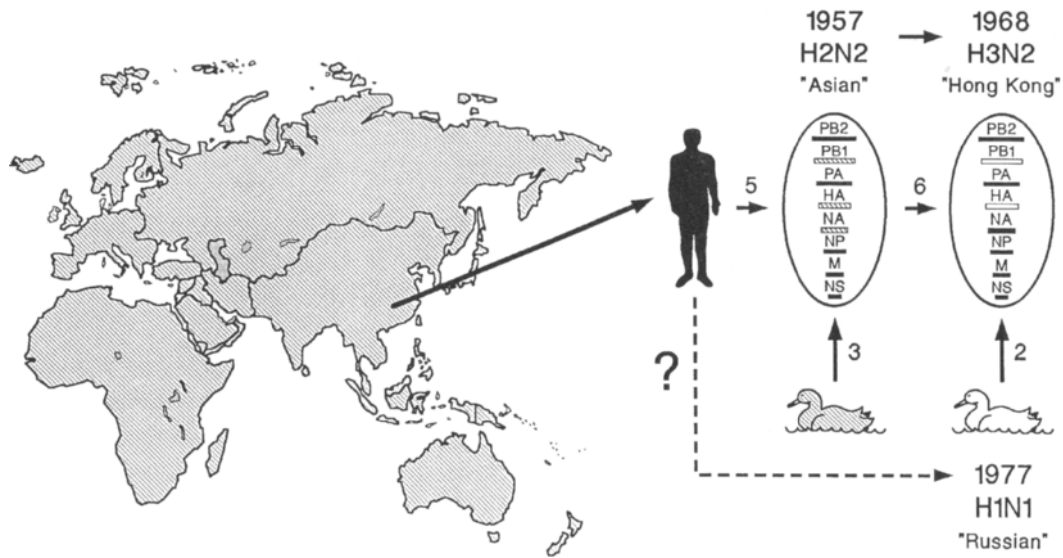 1957
H2N2
"Asian"
1968
H3N2
"Hong Kong"
5
PB2
PB1
PA
HA
NA
NP
M
NS
6
PB2
PB1
PA
HA
NA
NP
M
NS
3
2
?
1977
H1N1
"Russian"